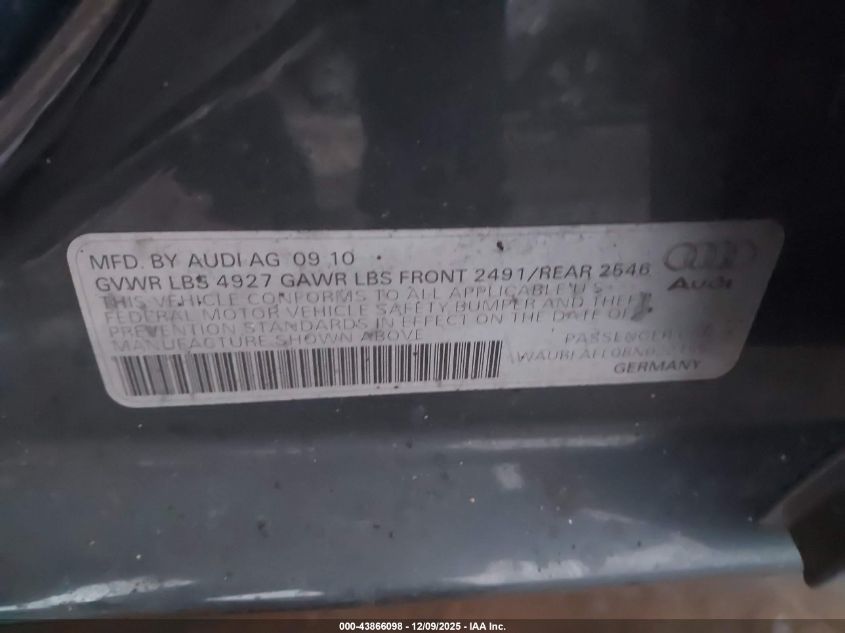 MFD. BY AUDI AG 09 10
GVWR LBS 4927 GAWR LBS FRONT 2491/REAR 2546
Audi
THIS VEHICLE CONFORMS TO ALL APPLICABLE U.S.
FEDERAL MOTOR VEHICLE SAFETY BUMPER AND THEFT
PREVENTION STANDARDS IN EFFECT ON THE DATE OF
MANUFACTURE SHOWN ABOVE
PASSENGER
GERMANY
000-43866098 - 12/09/2025 - IAA Inc.